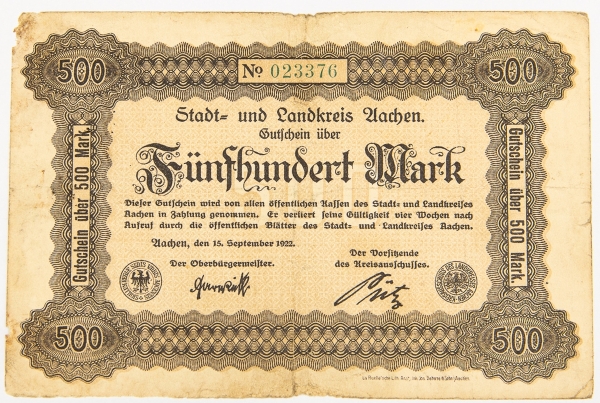 500
500
No 023376
Stadt- und Landkreis Aachen.
Gutschein über
Fünfhundert Mark
Dieser Gutschein wird von allen öffentlichen Kassen des Stadt- und Landkreises
Aachen in Zahlung genommen. Er verliert seine Gültigkeit vier Wochen nach
Aufruf durch die öffentlichen Blätter des Stadt- und Landkreises Aachen.
Aachen, den 15. September 1922.
Der Oberbürgermeister.
Der Vorsitzende
des Kreisausschusses.
Gutschein über 500 Mark.
Gutschein über 500 Mark.
500
500